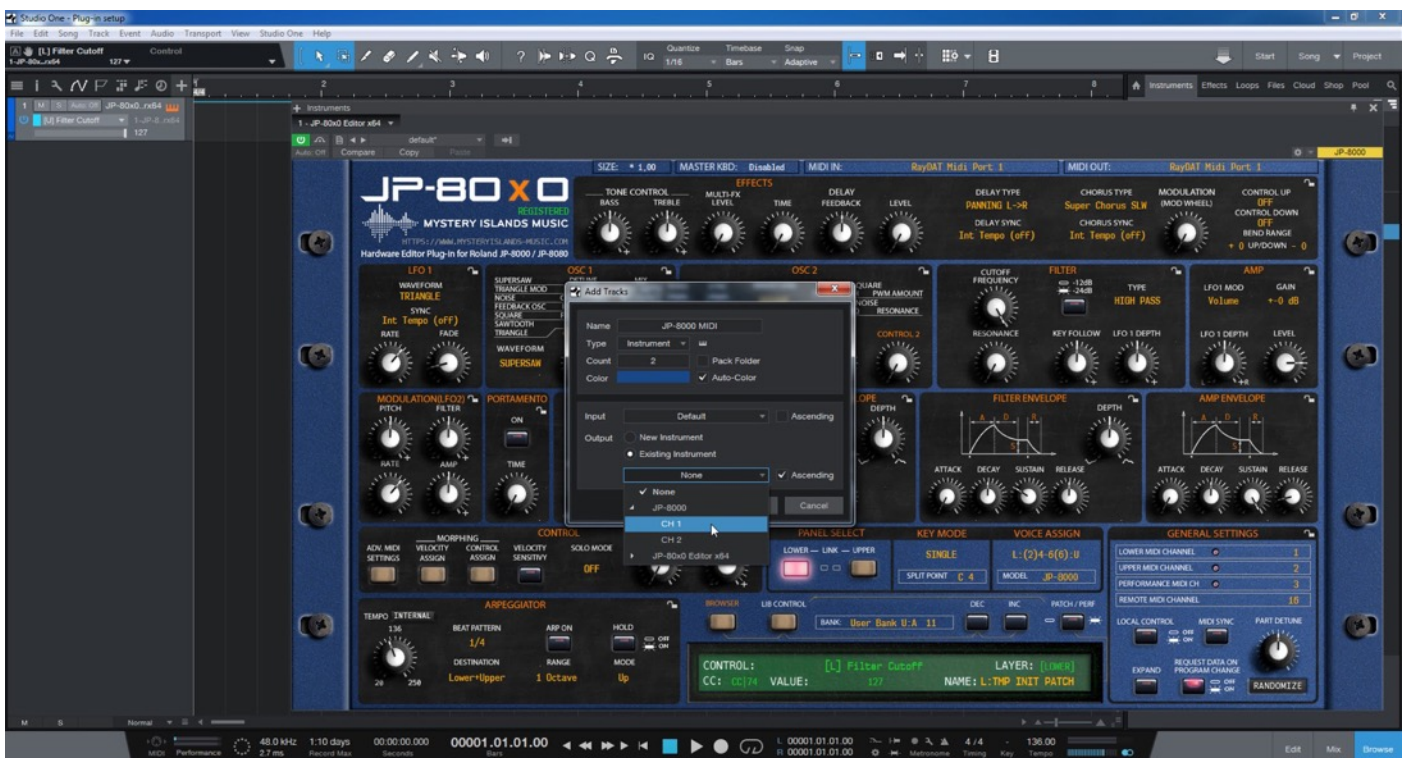 Studio One - Plug-in setup
File Edit Song Track Event Audio Transport View Studio One Help
[L] Filter Cutoff Control
127
Quantize Timebase Snap
IQ 1/16 Bars Adaptive
Start Song Project
2 3 4 5 6 7 8
Instruments Effects Loops Files Cloud Shop Pool
1 M S Auto: Off JP-80x0..rx64
[U] Filter Cutoff
127
+ Instruments
1 - JP-80x0 Editor x64
default*
Auto: Off Compare Copy Paste
JP-8000
SIZE: * 1,00 MASTER KBD: Disabled MIDI IN: RayDAT Midi Port 1 MIDI OUT: RayDAT Midi Port 1
JP-80X0
REGISTERED
MYSTERY ISLANDS MUSIC
HTTPS://WWW.MYSTERYISLANDS-MUSIC.COM
Hardware Editor Plug-In for Roland JP-8000 / JP-8080
EFFECTS
TONE CONTROL MULTI-FX DELAY
BASS TREBLE LEVEL TIME FEEDBACK LEVEL
DELAY TYPE CHORUS TYPE MODULATION CONTROL UP
PANNING L->R Super Chorus SLW (MOD WHEEL) OFF
CONTROL DOWN
DELAY SYNC CHORUS SYNC OFF
Int Tempo (off) Int Tempo (off) BEND RANGE
+ 0 UP/DOWN - 0
LFO 1
WAVEFORM
TRIANGLE
SYNC
Int Tempo (off)
RATE FADE
OSC 1
SUPERSAW
TRIANGLE MOD
NOISE
FEEDBACK OSC
SQUARE
SAWTOOTH
TRIANGLE
WAVEFORM
SUPERSAW
OSC 2
PWM AMOUNT
RESONANCE
CONTROL 2
FILTER
CUTOFF
FREQUENCY
-12dB
-24dB
TYPE
HIGH PASS
RESONANCE KEY FOLLOW LFO 1 DEPTH
AMP
LFO1 MOD GAIN
Volume +-0 dB
LFO 1 DEPTH LEVEL
L +R
Add Tracks
Name JP-8000 MIDI
Type Instrument
Count 2 Pack Folder
Color Auto-Color
Input Default Ascending
Output New Instrument
Existing Instrument
None Ascending
None
JP-8000
CH 1
CH 2
JP-80x0 Editor x64
Cancel
MODULATION(LFO2)
PITCH FILTER
RATE AMP
PORTAMENTO
ON
TIME
DEPTH
FILTER ENVELOPE
DEPTH
A D R
S
ATTACK DECAY SUSTAIN RELEASE
AMP ENVELOPE
A D R
S
ATTACK DECAY SUSTAIN RELEASE
CONTROL
MORPHING
ADV. MIDI VELOCITY CONTROL VELOCITY SOLO MODE
SETTINGS ASSIGN ASSIGN SENSITIVY
OFF
PANEL SELECT
LOWER — LINK — UPPER
KEY MODE
SINGLE
SPLIT POINT C 4
VOICE ASSIGN
L:(2)4-6(6):U
MODEL JP-8000
GENERAL SETTINGS
LOWER MIDI CHANNEL 1
UPPER MIDI CHANNEL 2
PERFORMANCE MIDI CH 3
REMOTE MIDI CHANNEL 16
LOCAL CONTROL MIDI SYNC PART DETUNE
OFF
ON
EXPAND REQUEST DATA ON
PROGRAM CHANGE
OFF
ON
RANDOMIZE
ARPEGGIATOR
TEMPO INTERNAL
136
20 250
BEAT PATTERN ARP ON HOLD
1/4
OFF
ON
DESTINATION RANGE MODE
Lower+Upper 1 Octave Up
BROWSER LIB CONTROL DEC INC PATCH / PERF
BANK: User Bank U:A 11
CONTROL: [L] Filter Cutoff LAYER: [LOWER]
CC: CC|74 VALUE: 127 NAME: L:TMP INIT PATCH
M S Normal
MIDI Performance
48.0 kHz
2.7 ms
1:10 days
Record Max
00:00:00.000
Seconds
00001.01.01.00
Bars
L 00001.01.01.00
R 00001.01.01.00
Metronome
4 / 4
Timing
-
Key
136.00
Tempo
Edit Mix Browse